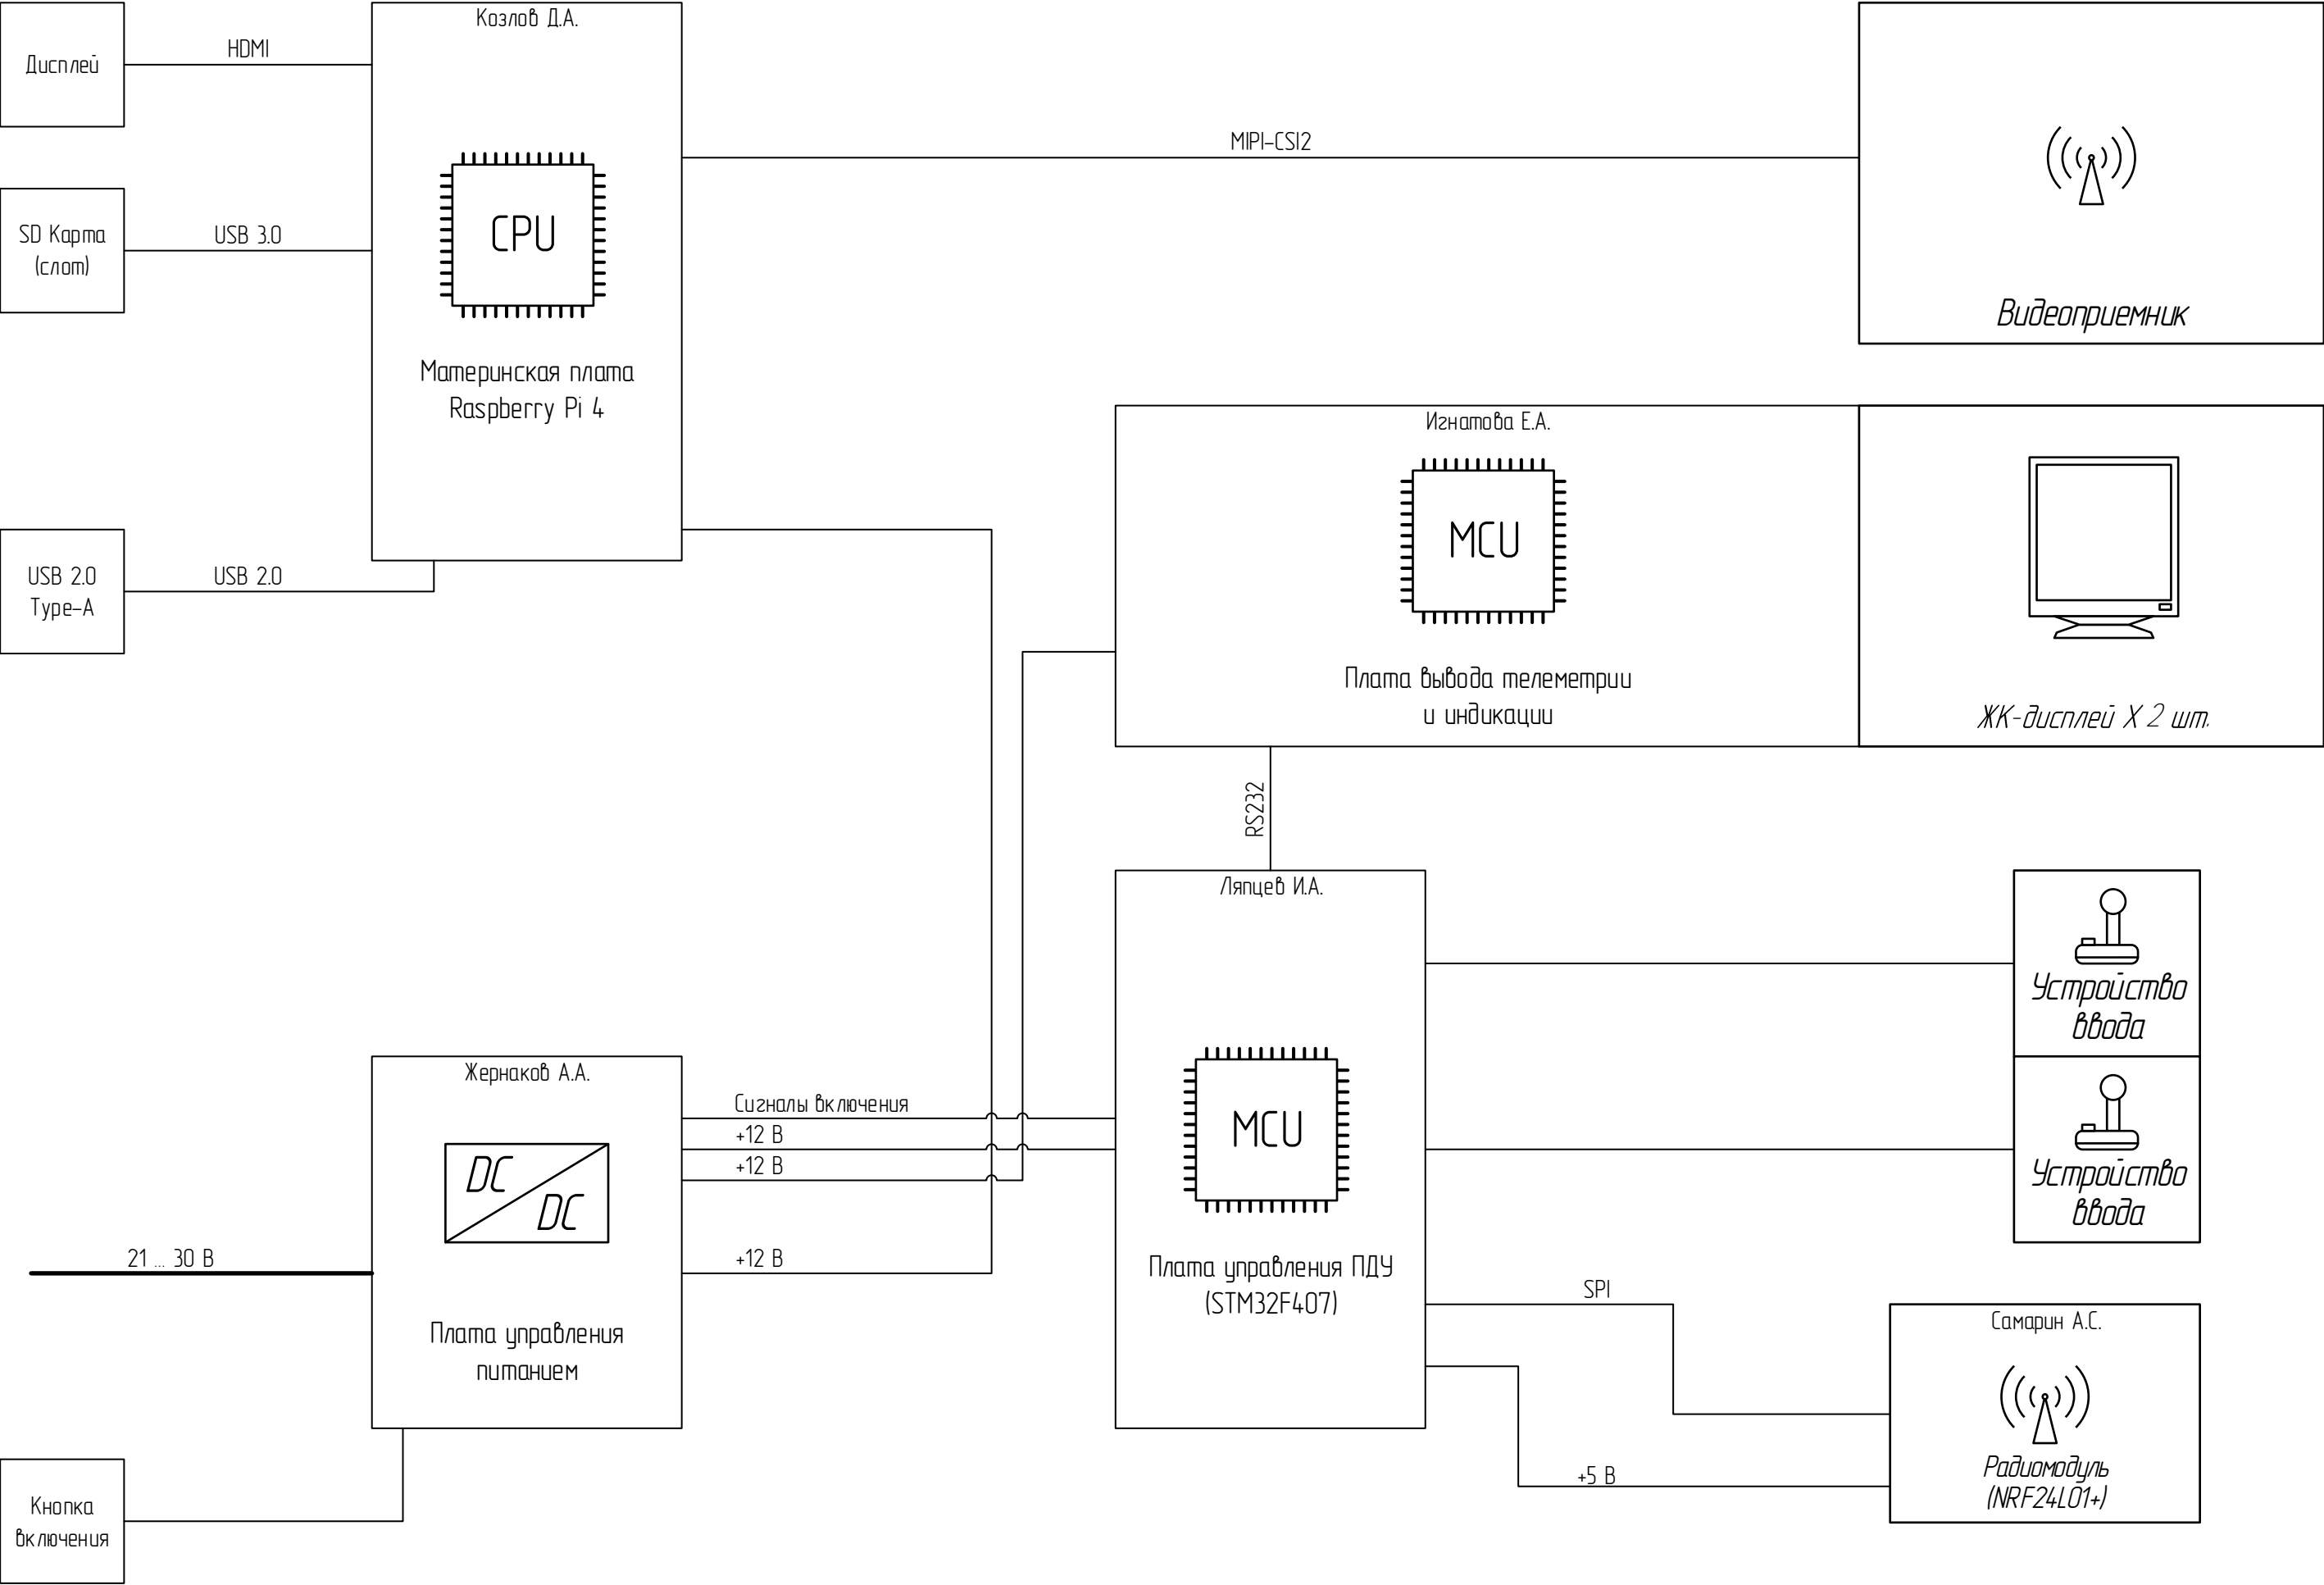 Козлов Д.А.
Дисплей
HDMI
MIPI-CSI2
CPU
SD Карта
(слот)
USB 3.0
Видеоприемник
Материнская плата
Raspberry Pi 4
Игнатова Е.А.
MCU
USB 2.0
Type-A
USB 2.0
Плата вывода телеметрии
и индикации
ЖК-дисплей X 2 шт.
RS232
Ляпцев И.А.
Устройство
ввода
Жернаков А.А.
Сигналы включения
+12 В
+12 В
MCU
DC
DC
Устройство
ввода
21 ... 30 В
+12 В
Плата управления ПДУ
(STM32F407)
SPI
Самарин А.С.
Плата управления
питанием
Радиомодуль
(NRF24L01+)
+5 В
Кнопка
включения